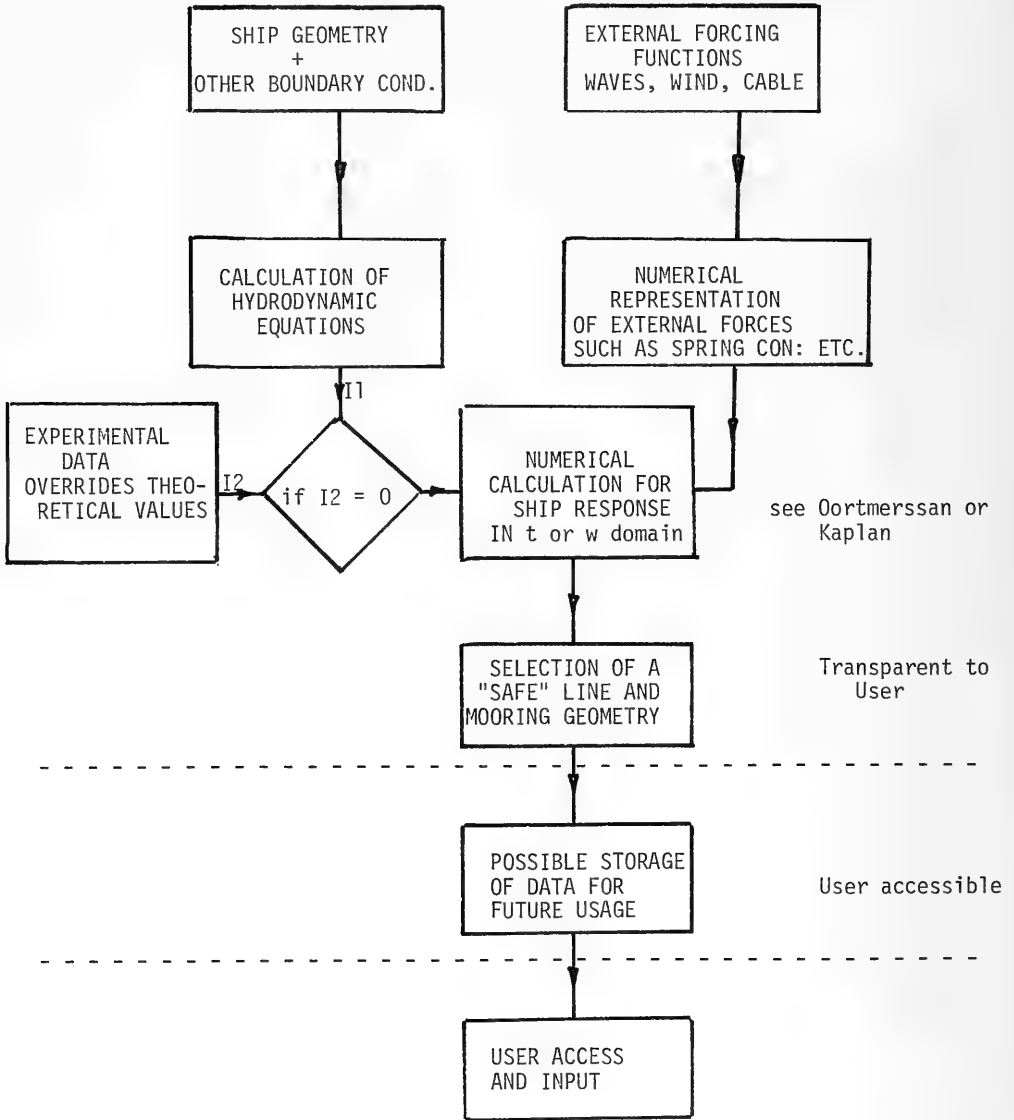 SHIP GEOMETRY
+
OTHER BOUNDARY COND.
EXTERNAL FORCING
FUNCTIONS
WAVES, WIND, CABLE
CALCULATION OF
HYDRODYNAMIC
EQUATIONS
NUMERICAL
REPRESENTATION
OF EXTERNAL FORCES
SUCH AS SPRING CON: ETC.
I1
EXPERIMENTAL
DATA
OVERRIDES THEO-
RETICAL VALUES
I2
if I2 = 0
NUMERICAL
CALCULATION FOR
SHIP RESPONSE
IN t or w domain
see Oortmerssan or
Kaplan
SELECTION OF A
"SAFE" LINE AND
MOORING GEOMETRY
Transparent to
User
POSSIBLE STORAGE
OF DATA FOR
FUTURE USAGE
User accessible
USER ACCESS
AND INPUT